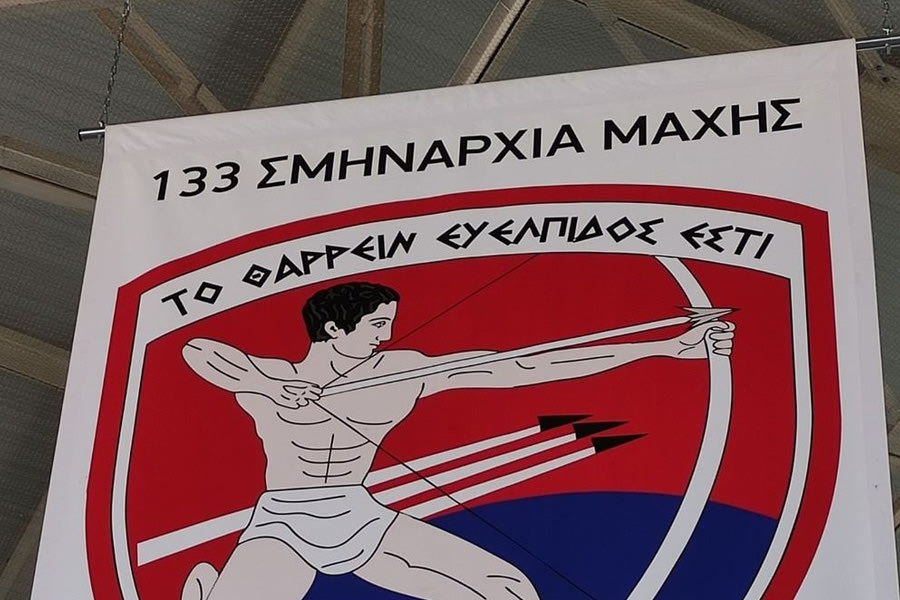 133 ΣΜΗΝΑΡΧΙΑ ΜΑΧΗΣ
ΤΟ ΘΑΡΡΕΙΝ ΕΥΕΛΠΙΔΟΣ ΕΣΤΙ